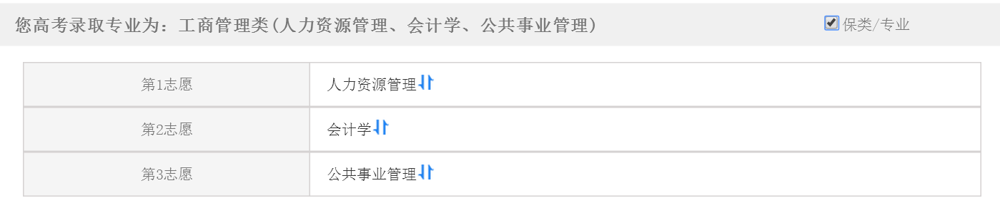 您高考录取专业为：工商管理类(人力资源管理、会计学、公共事业管理) 保类/专业
第1志愿 人力资源管理
第2志愿 会计学
第3志愿 公共事业管理